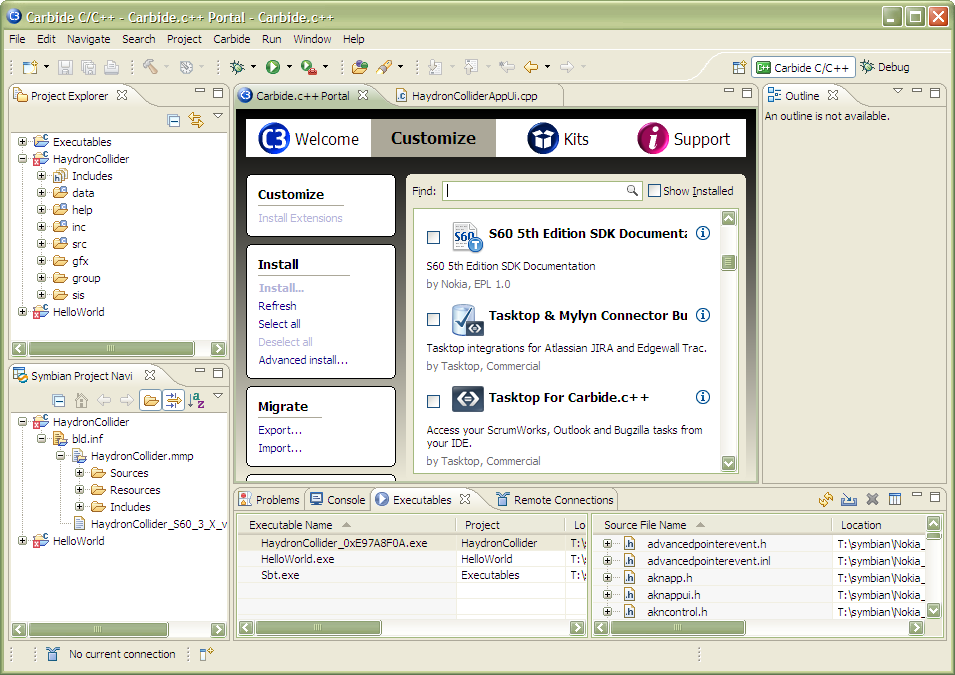 Carbide C/C++ - Carbide.c++ Portal - Carbide.c++
File Edit Navigate Search Project Carbide Run Window Help
Carbide C/C++ Debug
Project Explorer
Executables
HaydronCollider
Includes
data
help
inc
src
gfx
group
sis
HelloWorld
Symbian Project Navi
HaydronCollider
bld.inf
HaydronCollider.mmp
Sources
Resources
Includes
HaydronCollider_S60_3_X_v
HelloWorld
Carbide.c++ Portal
HaydronColliderAppUi.cpp
Welcome
Customize
Kits
Support
Customize
Install Extensions
Install
Install...
Refresh
Select all
Deselect all
Advanced install...
Migrate
Export...
Import...
Find:
Show Installed
S60
T
S60 5th Edition SDK Documenta
S60 5th Edition SDK Documentation
by Nokia, EPL 1.0
Tasktop & Mylyn Connector Bu
Tasktop integrations for Atlassian JIRA and Edgewall Trac.
by Tasktop, Commercial
Tasktop For Carbide.c++
Access your ScrumWorks, Outlook and Bugzilla tasks from
your IDE.
by Tasktop, Commercial
Outline
An outline is not available.
Problems
Console
Executables
Remote Connections
Executable Name Project Lo
HaydronCollider_0xE97A8F0A.exe HaydronCollider T:\
HelloWorld.exe HelloWorld T:\
Sbt.exe Executables T:\
Source File Name Location
advancedpointerevent.h T:\symbian\Nokia_
advancedpointerevent.inl T:\symbian\Nokia_
aknapp.h T:\symbian\Nokia_
aknappui.h T:\symbian\Nokia_
akncontrol.h T:\symbian\Nokia_
No current connection